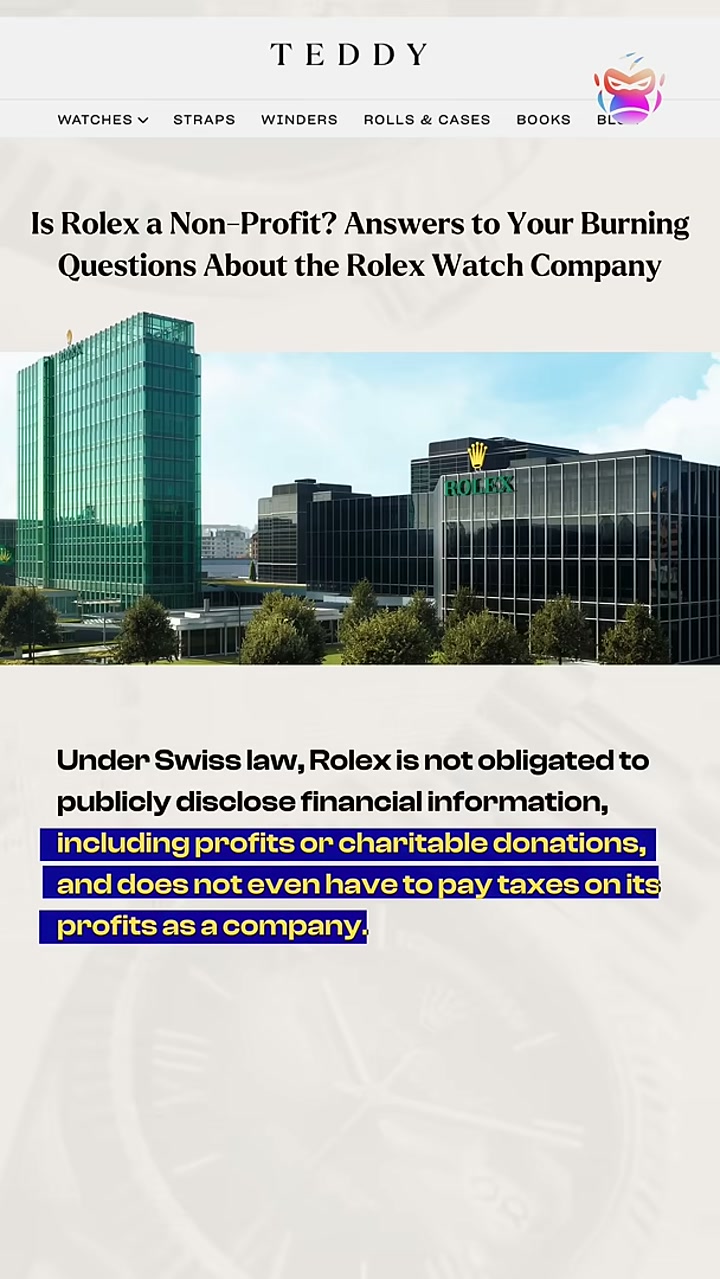 TEDDY
WATCHES STRAPS WINDERS ROLLS & CASES BOOKS
Is Rolex a Non-Profit? Answers to Your Burning
Questions About the Rolex Watch Company
ROLEX
Under Swiss law, Rolex is not obligated to
publicly disclose financial information,
including profits or charitable donations,
and does not even have to pay taxes on its
profits as a company.